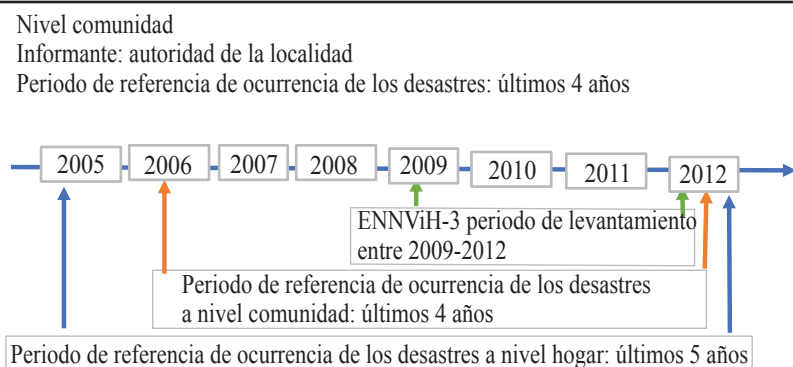 Nivel comunidad
Informante: autoridad de la localidad
Periodo de referencia de ocurrencia de los desastres: últimos 4 años
2005 2006 2007 2008 2009 2010 2011 2012
ENNViH-3 periodo de levantamiento
entre 2009-2012
Periodo de referencia de ocurrencia de los desastres
a nivel comunidad: últimos 4 años
Periodo de referencia de ocurrencia de los desastres a nivel hogar: últimos 5 años